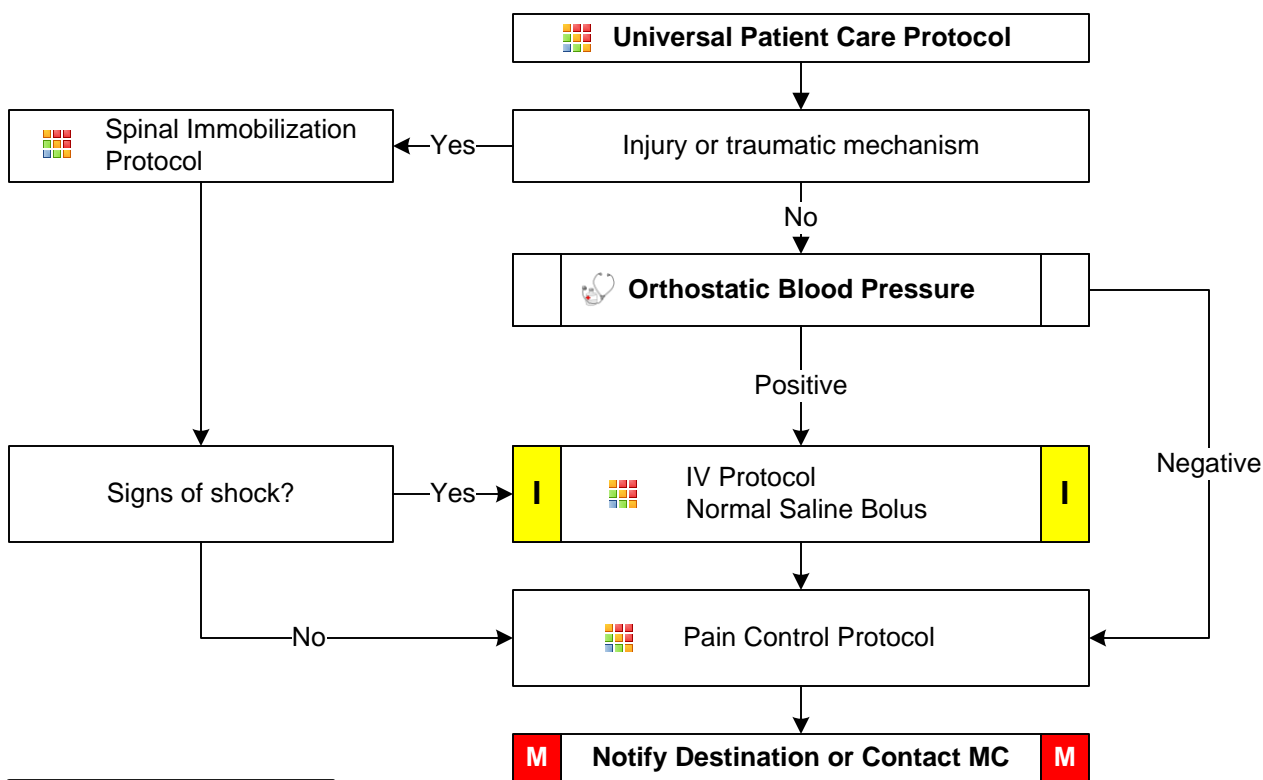 Universal Patient Care Protocol
Spinal Immobilization
Protocol
Yes
Injury or traumatic mechanism
No
Orthostatic Blood Pressure
Positive
Negative
Signs of shock?
Yes
I
IV Protocol
Normal Saline Bolus
I
No
Pain Control Protocol
M
Notify Destination or Contact MC
M